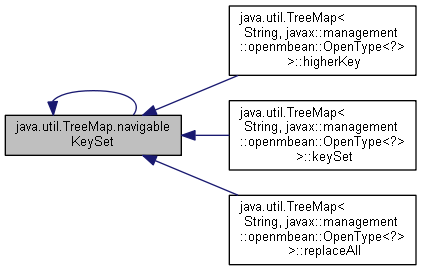 java.util.TreeMap.navigable
KeySet
java.util.TreeMap<
String, javax::management
::openmbean::OpenType<?>
>::higherKey
java.util.TreeMap<
String, javax::management
::openmbean::OpenType<?>
>::keySet
java.util.TreeMap<
String, javax::management
::openmbean::OpenType<?>
>::replaceAll